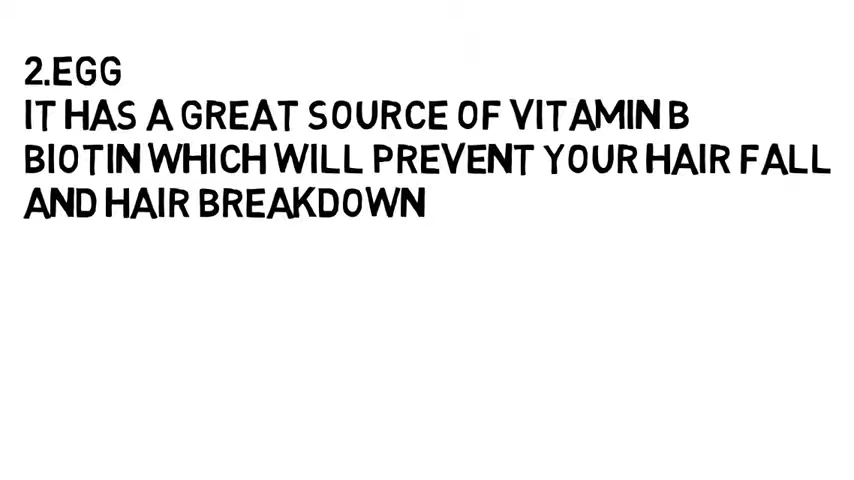 2.EGG
IT HAS A GREAT SOURCE OF VITAMIN B
BIOTIN WHICH WILL PREVENT YOUR HAIR FALL
AND HAIR BREAKDOWN